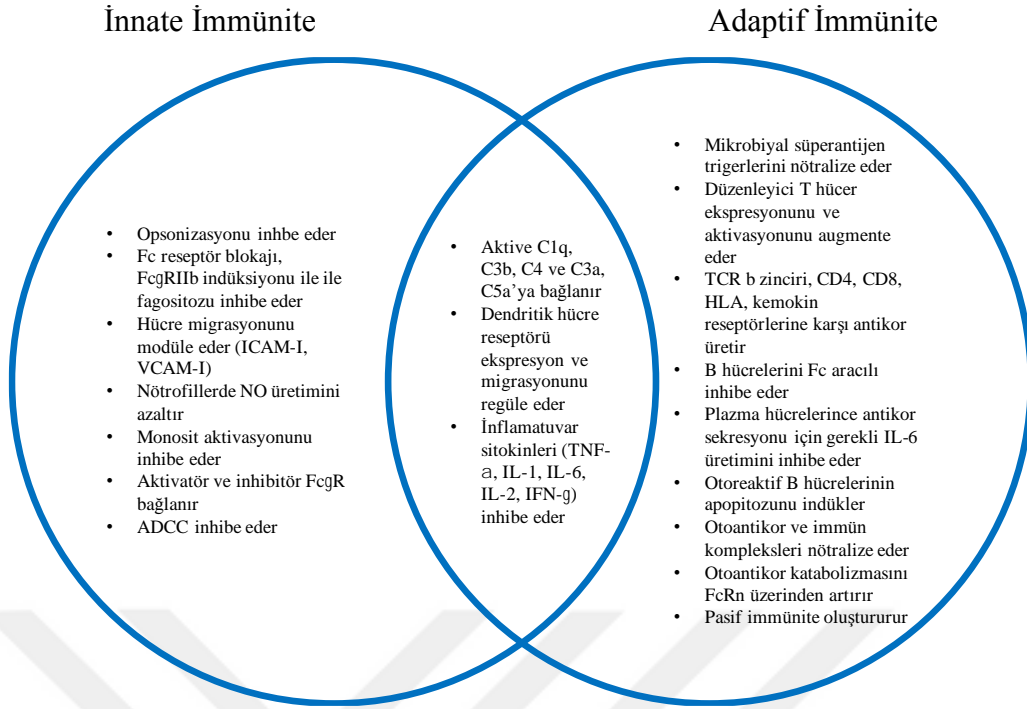 İnnate İmmünite
Adaptif İmmünite
• Opsonizasyonu inhbe eder
• Fc reseptör blokajı,
FcgRIIb indüksiyonu ile ile
fagositozu inhibe eder
• Hücre migrasyonunu
modüle eder (ICAM-I,
VCAM-I)
• Nötrofillerde NO üretimini
azaltır
• Monosit aktivasyonunu
inhibe eder
• Aktivatör ve inhibitör FcgR
bağlanır
• ADCC inhibe eder
• Aktive C1q,
C3b, C4 ve C3a,
C5a’ya bağlanır
• Dendritik hücre
reseptörü
ekspresyon ve
migrasyonunu
regüle eder
• İnflamatuvar
sitokinleri (TNF-
a, IL-1, IL-6,
IL-2, IFN-g)
inhibe eder
• Mikrobiyal süperantijen
trigerlerini nötralize eder
• Düzenleyici T hücer
ekspresyonunu ve
aktivasyonunu augmente
eder
• TCR b zinciri, CD4, CD8,
HLA, kemokin
reseptörlerine karşı antikor
üretir
• B hücrelerini Fc aracılı
inhibe eder
• Plazma hücrelerince antikor
sekresyonu için gerekli IL-6
üretimini inhibe eder
• Otoreaktif B hücrelerinin
apopitozunu indükler
• Otoantikor ve immün
kompleksleri nötralize eder
• Otoantikor katabolizmasını
FcRn üzerinden artırır
• Pasif immünite oluştururur